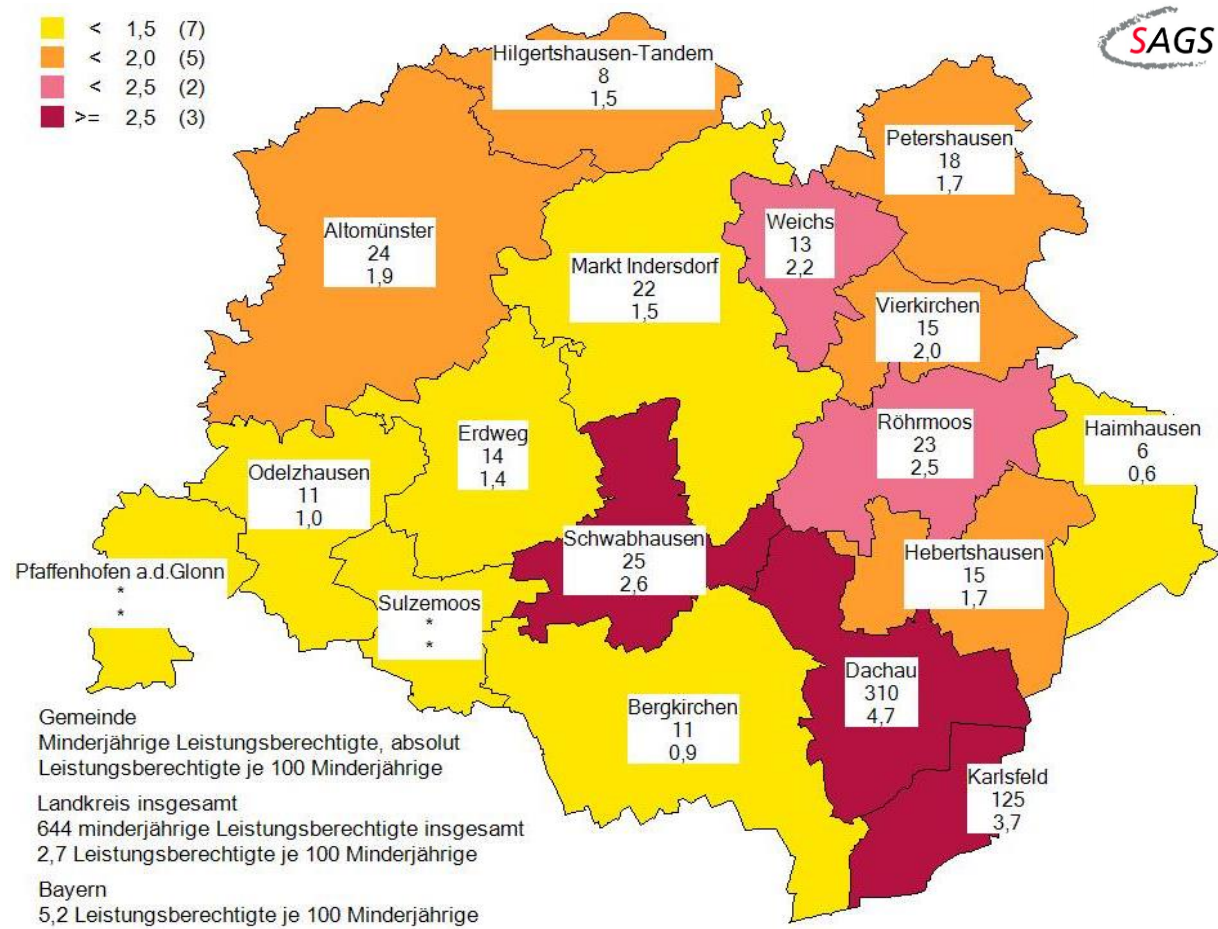 < 1,5 (7)
< 2,0 (5)
< 2,5 (2)
>= 2,5 (3)
SAGS
Hilgertshausen-Tandern
8
1,5
Petershausen
18
1,7
Altomünster
24
1,9
Weichs
13
2,2
Markt Indersdorf
22
1,5
Vierkirchen
15
2,0
Erdweg
14
1,4
Röhrmoos
23
2,5
Haimhausen
6
0,6
Odelzhausen
11
1,0
Schwabhausen
25
2,6
Hebertshausen
15
1,7
Pfaffenhofen a.d.Glonn
*
*
Sulzemoos
*
*
Bergkirchen
11
0,9
Dachau
310
4,7
Karlsfeld
125
3,7
Gemeinde
Minderjährige Leistungsberechtigte, absolut
Leistungsberechtigte je 100 Minderjährige
Landkreis insgesamt
644 minderjährige Leistungsberechtigte insgesamt
2,7 Leistungsberechtigte je 100 Minderjährige
Bayern
5,2 Leistungsberechtigte je 100 Minderjährige